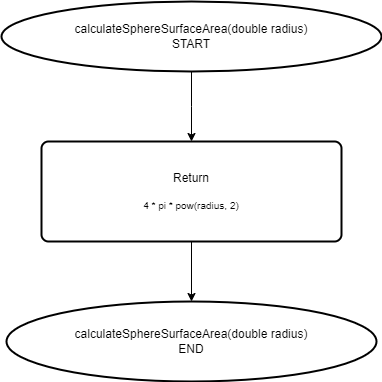 calculateSphereSurfaceArea(double radius)
START
Return
4 * pi * pow(radius, 2)
calculateSphereSurfaceArea(double radius)
END